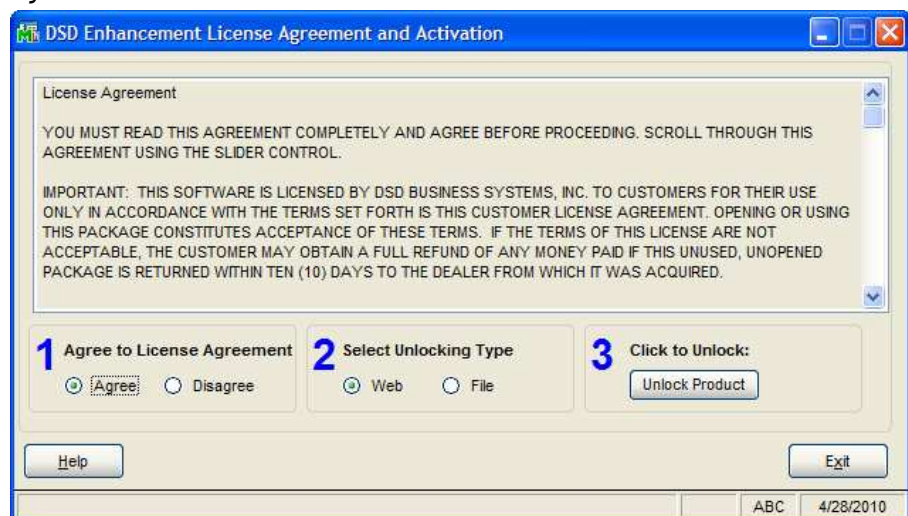 DSD Enhancement License Agreement and Activation
License Agreement
YOU MUST READ THIS AGREEMENT COMPLETELY AND AGREE BEFORE PROCEEDING. SCROLL THROUGH THIS
AGREEMENT USING THE SLIDER CONTROL.
IMPORTANT: THIS SOFTWARE IS LICENSED BY DSD BUSINESS SYSTEMS, INC. TO CUSTOMERS FOR THEIR USE
ONLY IN ACCORDANCE WITH THE TERMS SET FORTH IS THIS CUSTOMER LICENSE AGREEMENT. OPENING OR USING
THIS PACKAGE CONSTITUTES ACCEPTANCE OF THESE TERMS. IF THE TERMS OF THIS LICENSE ARE NOT
ACCEPTABLE, THE CUSTOMER MAY OBTAIN A FULL REFUND OF ANY MONEY PAID IF THIS UNUSED, UNOPENED
PACKAGE IS RETURNED WITHIN TEN (10) DAYS TO THE DEALER FROM WHICH IT WAS ACQUIRED.
1 Agree to License Agreement
Agree Disagree
2 Select Unlocking Type
Web File
3 Click to Unlock:
Unlock Product
Help Exit
ABC 4/28/2010